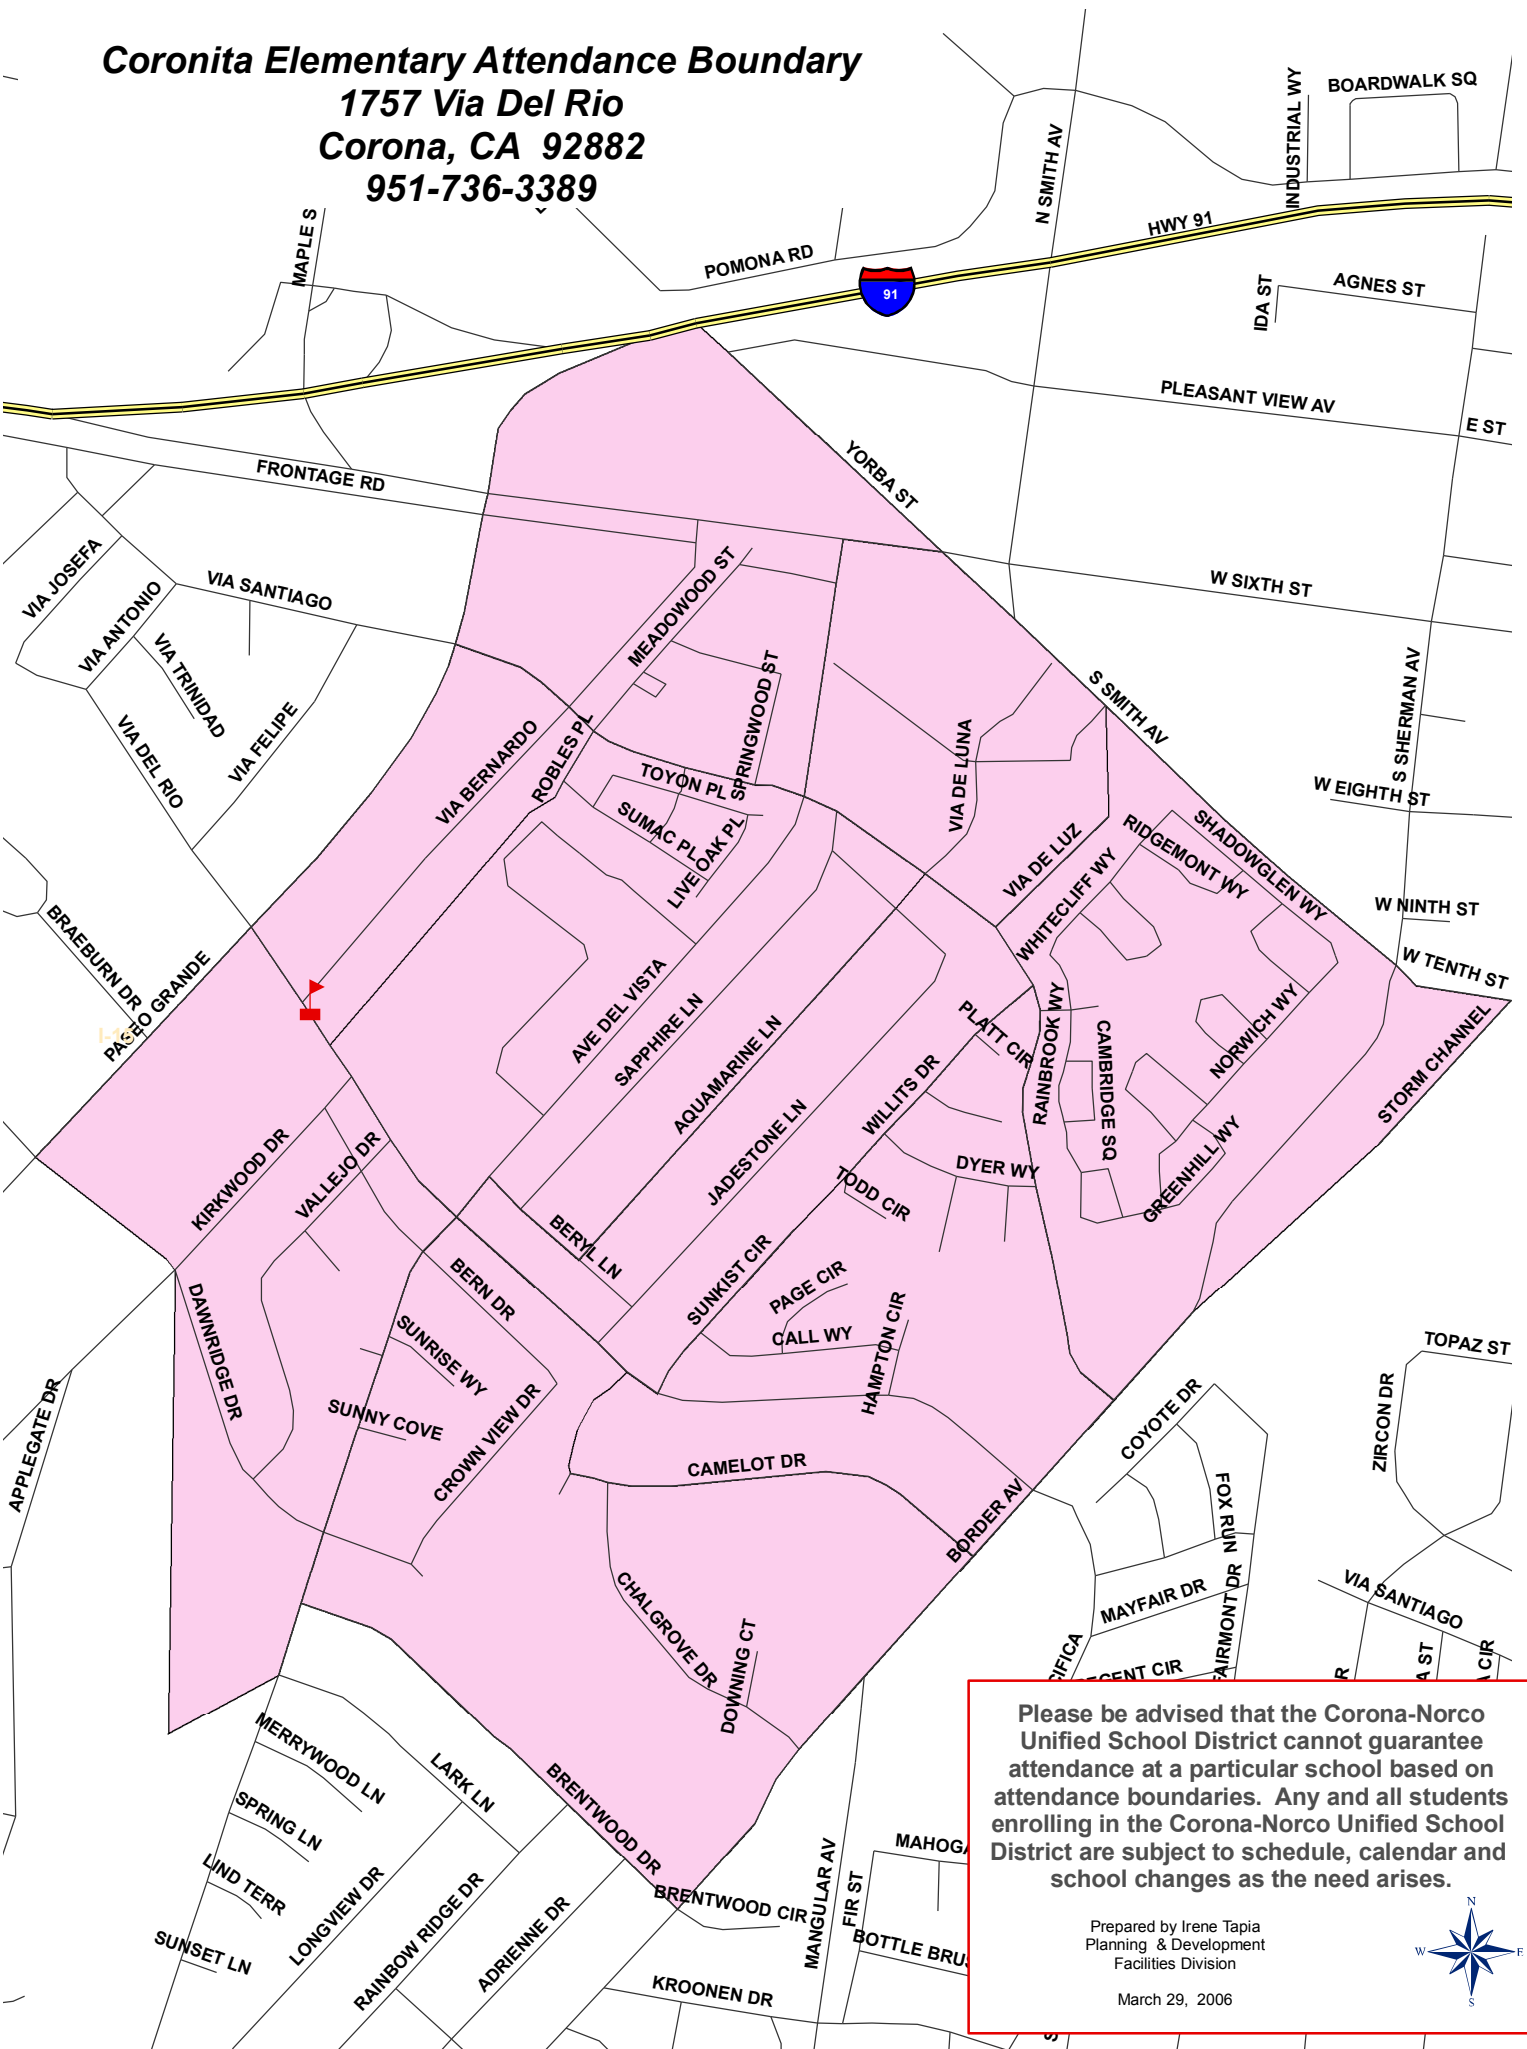 Coronita Elementary Attendance Boundary
1757 Via Del Rio
Corona, CA 92882
951-736-3389
BOARDWALK SQ
INDUSTRIAL WY
N SMITH AV
MAPLE S
HWY 91
POMONA RD
91
IDA ST
AGNES ST
PLEASANT VIEW AV
E ST
FRONTAGE RD
YORBA ST
VIA JOSEFA
VIA ANTONIO
VIA SANTIAGO
W SIXTH ST
MEADOWOOD ST
VIA TRINIDAD
SPRINGWOOD ST
S SMITH AV
S SHERMAN AV
VIA FELIPE
VIA DEL RIO
VIA BERNARDO
ROBLES PL
TOYON PL
VIA DE LUNA
W EIGHTH ST
SUMAC PL
LIVE OAK PL
VIA DE LUZ
RIDGEMONT WY
SHADOWGLEN WY
WHITECLIFF WY
W NINTH ST
BRAEBURN DR
PASEO GRANDE
W TENTH ST
AVE DEL VISTA
SAPPHIRE LN
AQUAMARINE LN
PLATT CIR
RAINBROOK WY
CAMBRIDGE SQ
NORWICH WY
STORM CHANNEL
WILLITS DR
JADESTONE LN
KIRKWOOD DR
VALLEJO DR
DYER WY
TODD CIR
GREENHILL WY
BERYL LN
BERN DR
SUNKIST CIR
PAGE CIR
CALL WY
HAMPTON CIR
DAWNRIDGE DR
SUNRISE WY
TOPAZ ST
ZIRCON DR
APPLEGATE DR
SUNNY COVE
CROWN VIEW DR
COYOTE DR
CAMELOT DR
FOX RUN
BORDER AV
CHALGROVE DR
MAYFAIR DR
FAIRMONT DR
VIA SANTIAGO
DOWNING CT
CIFICA
GENT CIR
R
A ST
A CIR
MERRYWOOD LN
LARK LN
BRENTWOOD DR
SPRING LN
LIND TERR
LONGVIEW DR
RAINBOW RIDGE DR
ADRIENNE DR
BRENTWOOD CIR
MANGULAR AV
FIR ST
MAHOGA
SUNSET LN
BOTTLE BRUS
KROONEN DR
S
Please be advised that the Corona-Norco
Unified School District cannot guarantee
attendance at a particular school based on
attendance boundaries. Any and all students
enrolling in the Corona-Norco Unified School
District are subject to schedule, calendar and
school changes as the need arises.
Prepared by Irene Tapia
Planning & Development
Facilities Division
March 29, 2006
N
W
E
S